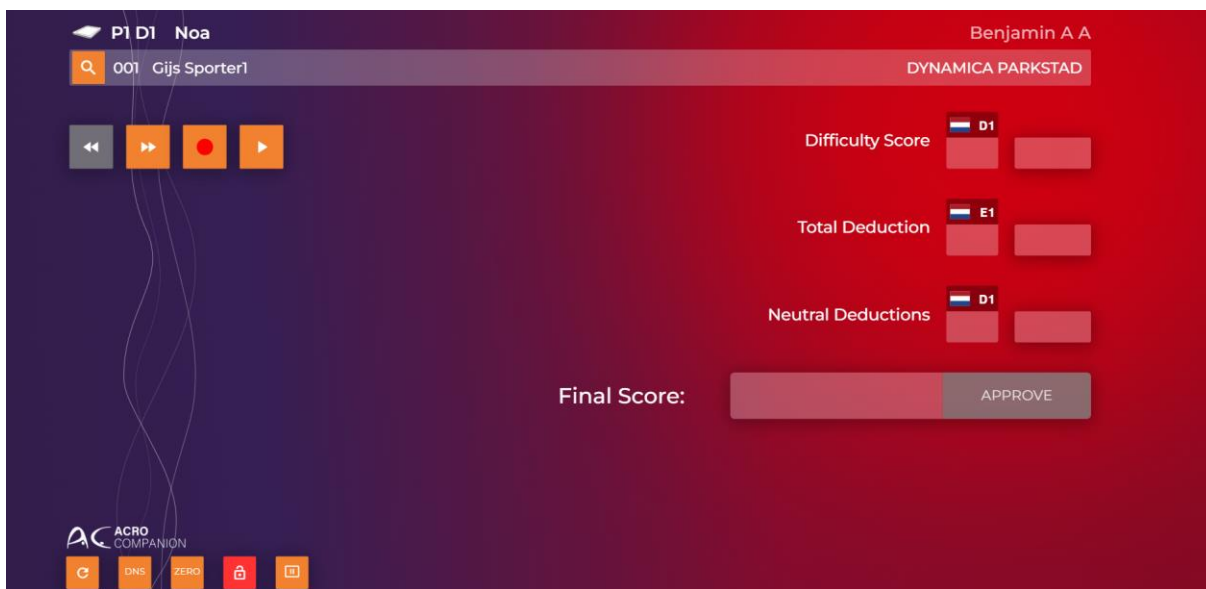 P1 D1 Noa
Benjamin A A
001 Gijs Sporter1
DYNAMICA PARKSTAD
D1
Difficulty Score
E1
Total Deduction
D1
Neutral Deductions
Final Score:
APPROVE
AC ACRO
COMPANION
DNS
ZERO